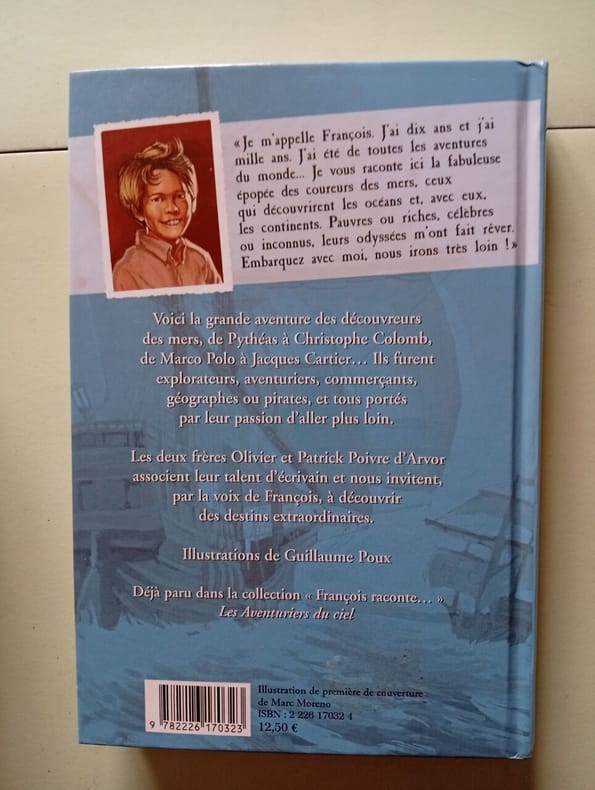 « Je m'appelle François. J'ai dix ans et j'ai
mille ans. J'ai été de toutes les aventures
du monde... Je vous raconte ici la fabuleuse
épopée des coureurs des mers, ceux
qui découvrirent les océans et, avec eux,
les continents. Pauvres ou riches, célèbres
ou inconnus, leurs odyssées m'ont fait rêver.
Embarquez avec moi, nous irons très loin ! »
Voici la grande aventure des découvreurs
des mers, de Pythéas à Christophe Colomb,
de Marco Polo à Jacques Cartier... Ils furent
explorateurs, aventuriers, commerçants,
géographes ou pirates, et tous portés
par leur passion d'aller plus loin.
Les deux frères Olivier et Patrick Poivre d'Arvor
associent leur talent d'écrivain et nous invitent,
par la voix de François, à découvrir
des destins extraordinaires.
Illustrations de Guillaume Poux
Déjà paru dans la collection « François raconte... »
Les Aventuriers du ciel
Illustration de première de couverture
de Marc Moreno
ISBN : 2 226 17032 4
12,50 €
9 782226 170323